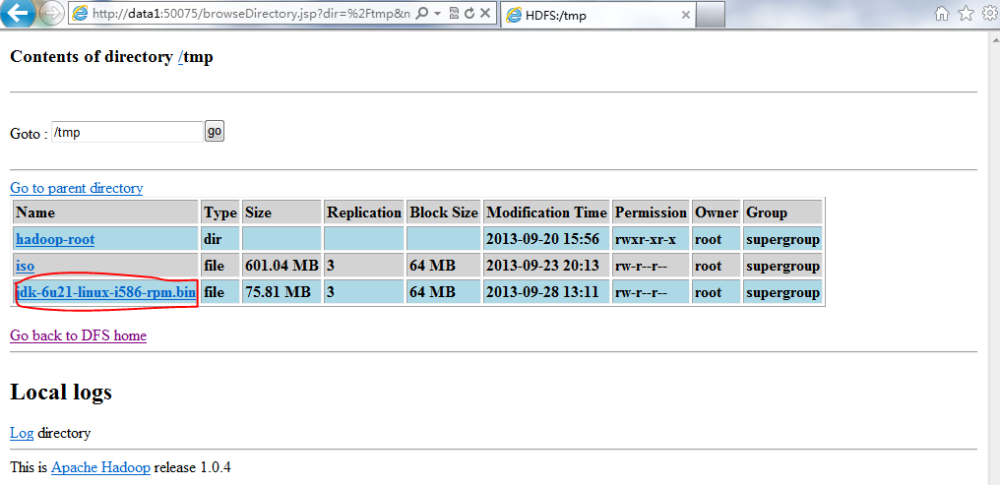 http://data1:50075/browseDirectory.jsp?dir=%2Ftmp&n
HDFS:/tmp
Contents of directory /tmp
Goto : /tmp go
Go to parent directory
Name Type Size Replication Block Size Modification Time Permission Owner Group
hadoop-root dir 2013-09-20 15:56 rwxr-xr-x root supergroup
iso file 601.04 MB 3 64 MB 2013-09-23 20:13 rw-r--r-- root supergroup
jdk-6u21-linux-i586-rpm.bin file 75.81 MB 3 64 MB 2013-09-28 13:11 rw-r--r-- root supergroup
Go back to DFS home
Local logs
Log directory
This is Apache Hadoop release 1.0.4